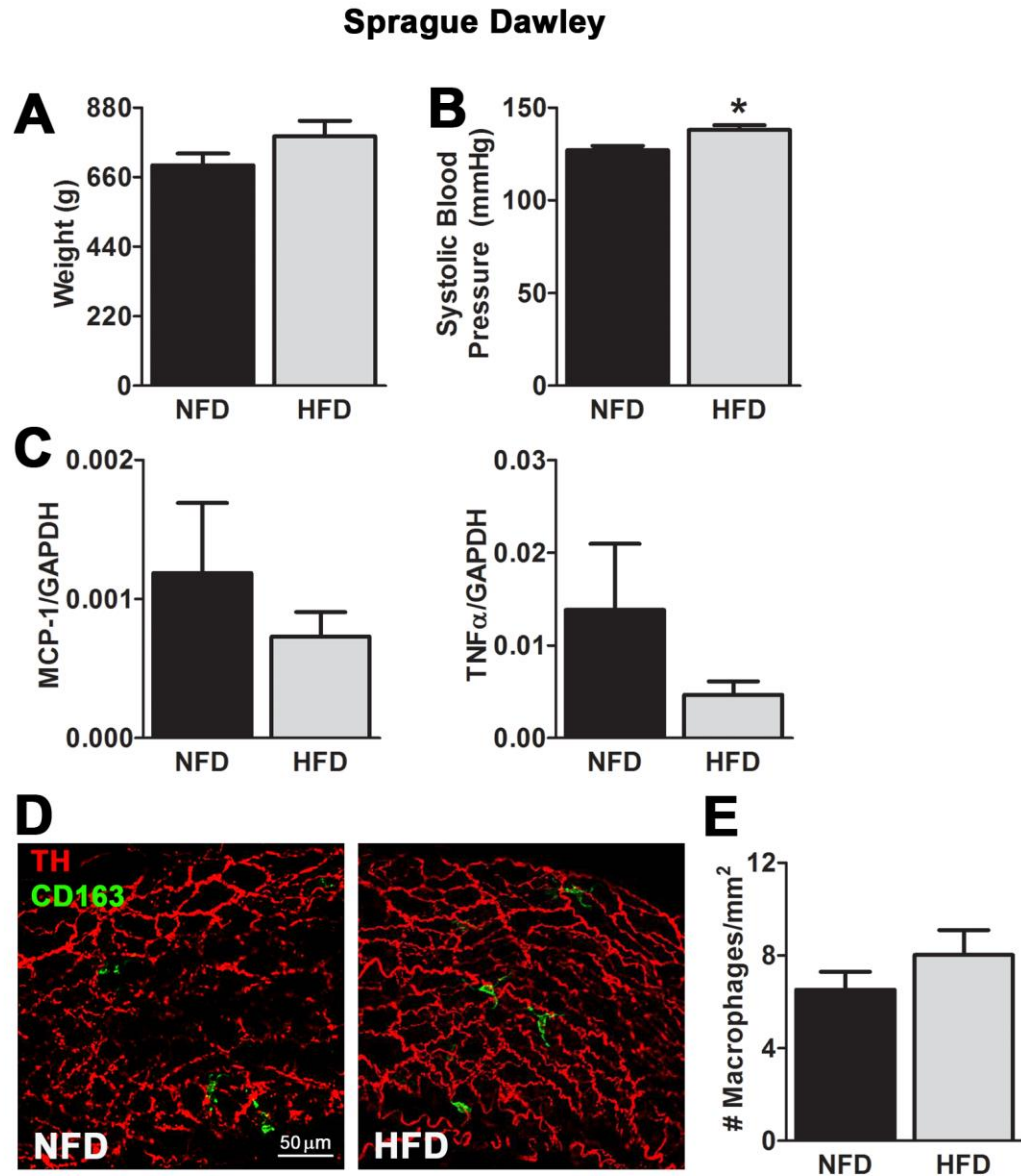 Sprague Dawley
A
Weight (g)
880
660
440
220
0
NFD HFD
B
Systolic Blood
Pressure (mmHg)
150
100
50
0
*
NFD HFD
C
MCP-1/GAPDH
0.002
0.001
0.000
NFD HFD
TNFα/GAPDH
0.03
0.02
0.01
0.00
NFD HFD
D
TH
CD163
NFD
50 μm
HFD
E
# Macrophages/mm²
12
8
4
0
NFD HFD